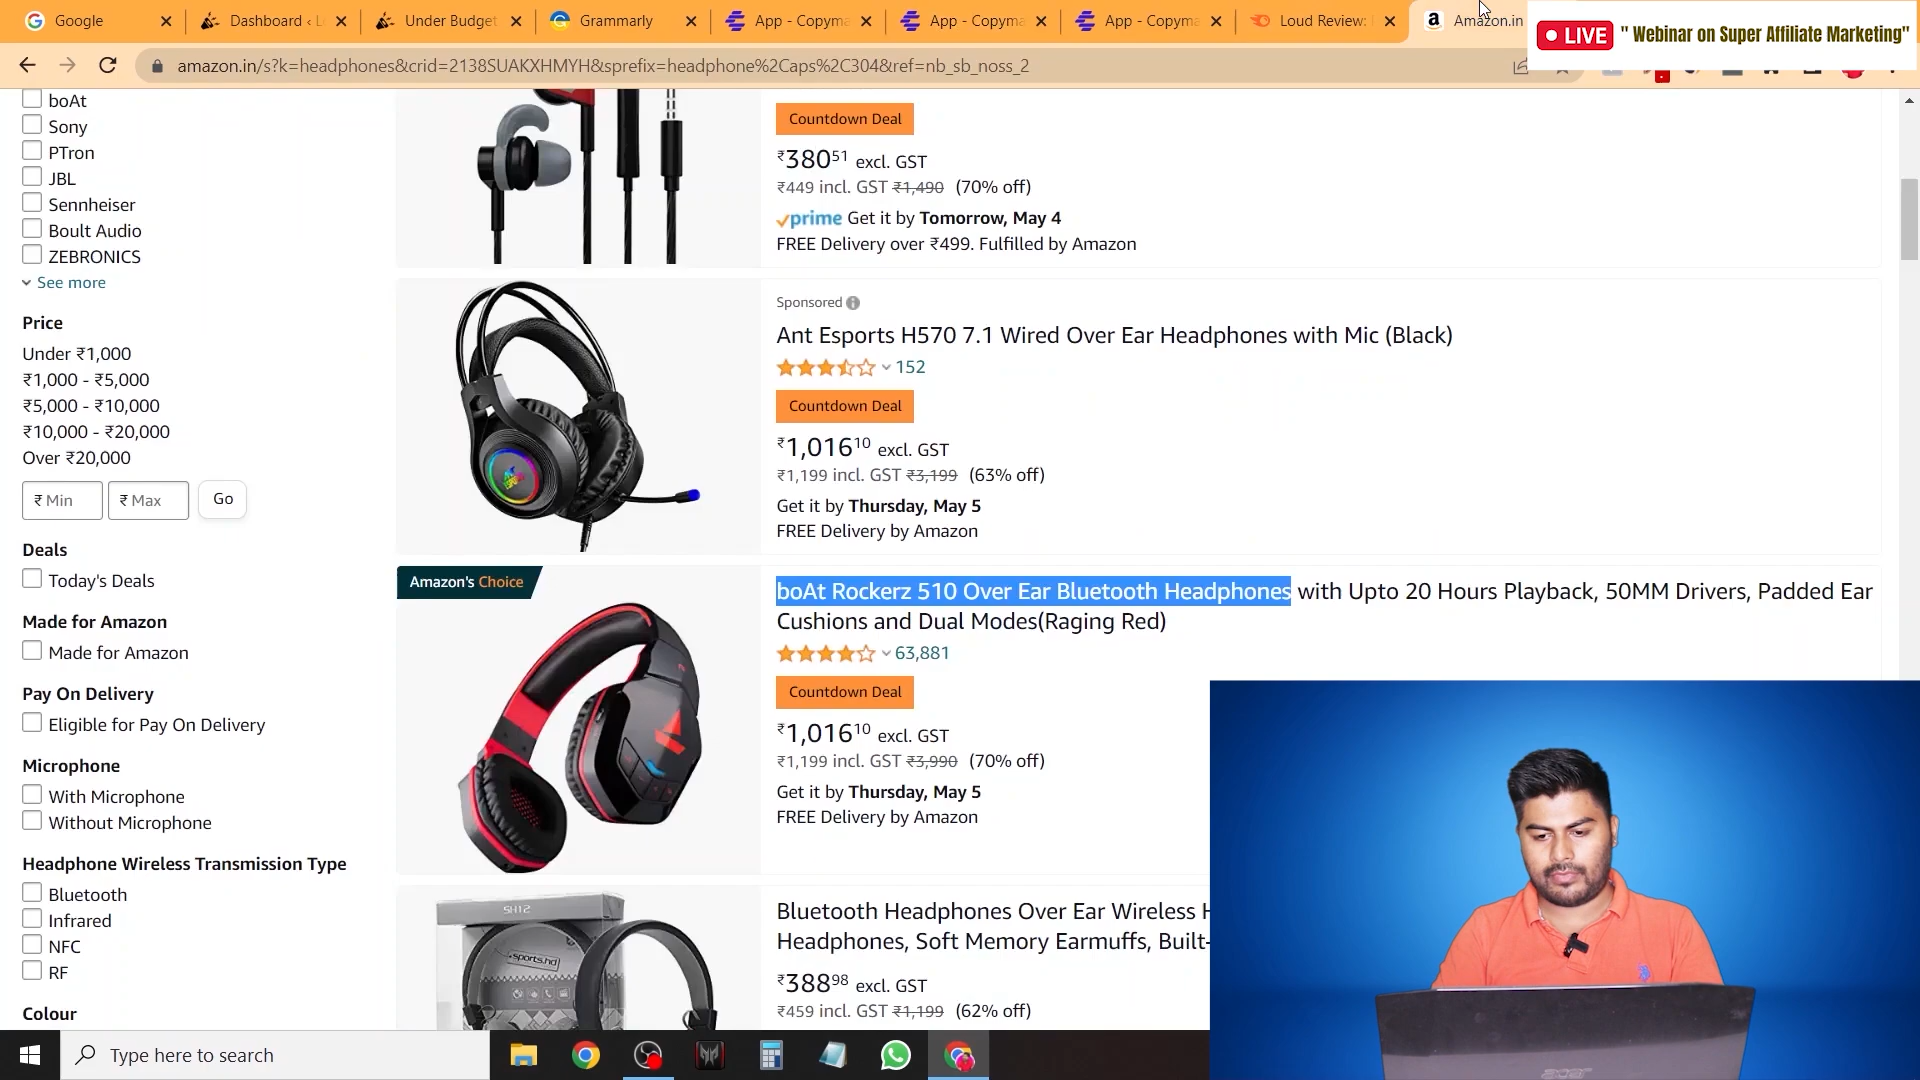 Google
Dashboard ‹ L
Under Budget
Grammarly
App - Copyma
App - Copyma
App - Copyma
Loud Review:
Amazon.in
LIVE
" Webinar on Super Affiliate Marketing"
amazon.in/s?k=headphones&crid=2138SUAKXHMYH&sprefix=headphone%2Caps%2C304&ref=nb_sb_noss_2
boAt
Sony
PTron
JBL
Sennheiser
Boult Audio
ZEBRONICS
See more
Price
Under ₹1,000
₹1,000 - ₹5,000
₹5,000 - ₹10,000
₹10,000 - ₹20,000
Over ₹20,000
₹ Min
₹ Max
Go
Deals
Today's Deals
Made for Amazon
Made for Amazon
Pay On Delivery
Eligible for Pay On Delivery
Microphone
With Microphone
Without Microphone
Headphone Wireless Transmission Type
Bluetooth
Infrared
NFC
RF
Colour
Countdown Deal
₹380⁵¹ excl. GST
₹449 incl. GST ₹1,490 (70% off)
prime Get it by Tomorrow, May 4
FREE Delivery over ₹499. Fulfilled by Amazon
Sponsored
Ant Esports H570 7.1 Wired Over Ear Headphones with Mic (Black)
152
Countdown Deal
₹1,016¹⁰ excl. GST
₹1,199 incl. GST ₹3,199 (63% off)
Get it by Thursday, May 5
FREE Delivery by Amazon
Amazon's Choice
boAt Rockerz 510 Over Ear Bluetooth Headphones with Upto 20 Hours Playback, 50MM Drivers, Padded Ear
Cushions and Dual Modes(Raging Red)
63,881
Countdown Deal
₹1,016¹⁰ excl. GST
₹1,199 incl. GST ₹3,990 (70% off)
Get it by Thursday, May 5
FREE Delivery by Amazon
SH12
sports.hd
Bluetooth Headphones Over Ear Wireless H
Headphones, Soft Memory Earmuffs, Built-
₹388⁹⁸ excl. GST
₹459 incl. GST ₹1,199 (62% off)
Type here to search
acer